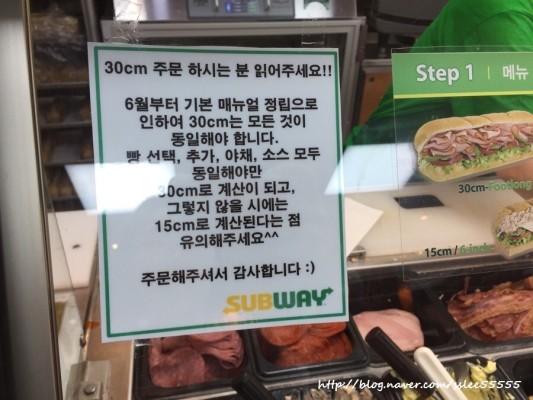 30cm 주문 하시는 분 읽어주세요!!
6월부터 기본 매뉴얼 정립으로
인하여 30cm는 모든 것이
동일해야 합니다.
빵 선택, 추가, 야채, 소스 모두
동일해야만
30cm로 계산이 되고,
그렇지 않을 시에는
15cm로 계산된다는 점
유의해주세요^^
주문해주셔서 감사합니다 :)
SUBWAY
Step 1 | 메뉴
30cm-Footlong
15cm / 6-inch